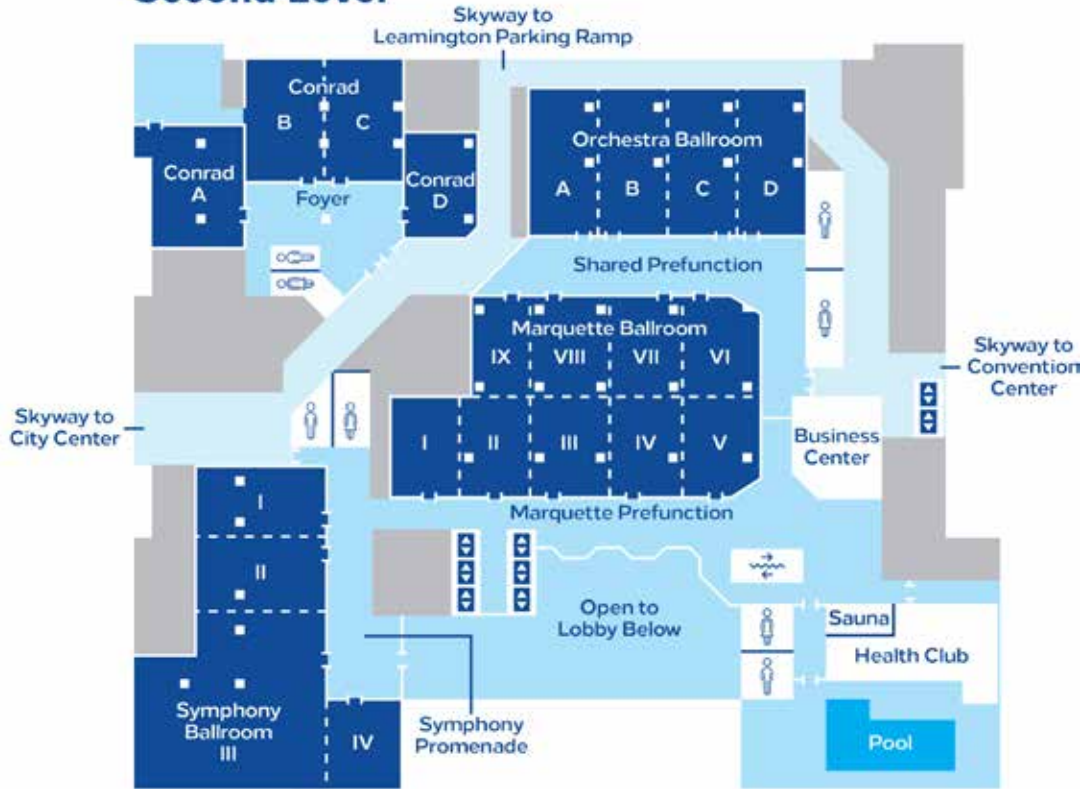 Second Level
Skyway to
Leamington Parking Ramp
Conrad
B
C
Conrad
A
Conrad
D
Foyer
Orchestra Ballroom
A
B
C
D
Shared Prefunction
Marquette Ballroom
IX
VIII
VII
VI
I
II
III
IV
V
Marquette Prefunction
Skyway to
Convention
Center
Skyway to
City Center
Business
Center
I
II
Symphony
Ballroom
III
IV
Symphony
Promenade
Open to
Lobby Below
Sauna
Health Club
Pool